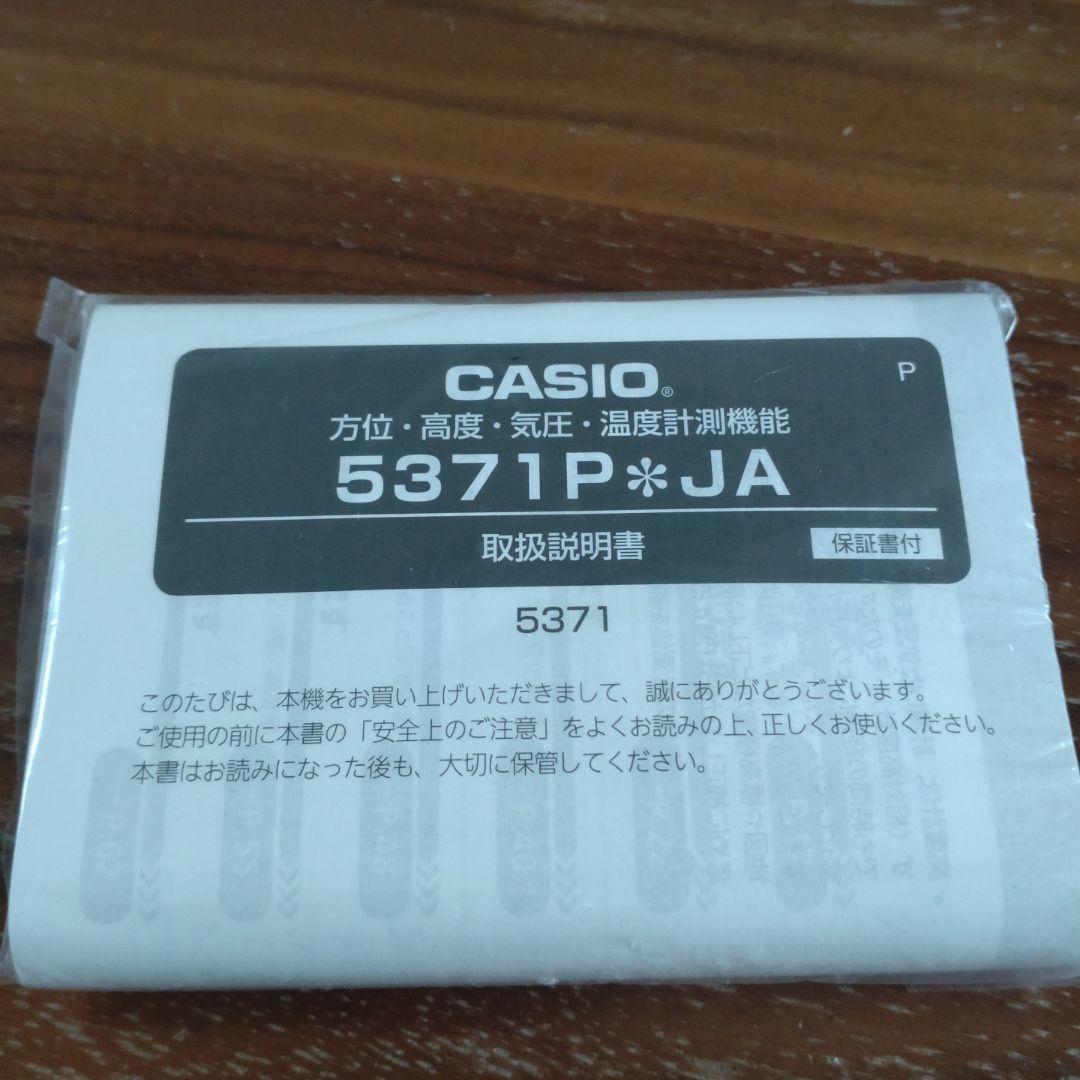 CASIO®
P
方位・高度・気圧・温度計測機能
5371P✻JA
取扱説明書
保証書付
5371
このたびは、本機をお買い上げいただきまして、誠にありがとうございます。
ご使用の前に本書の「安全上のご注意」をよくお読みの上、正しくお使いください。
本書はお読みになった後も、大切に保管してください。